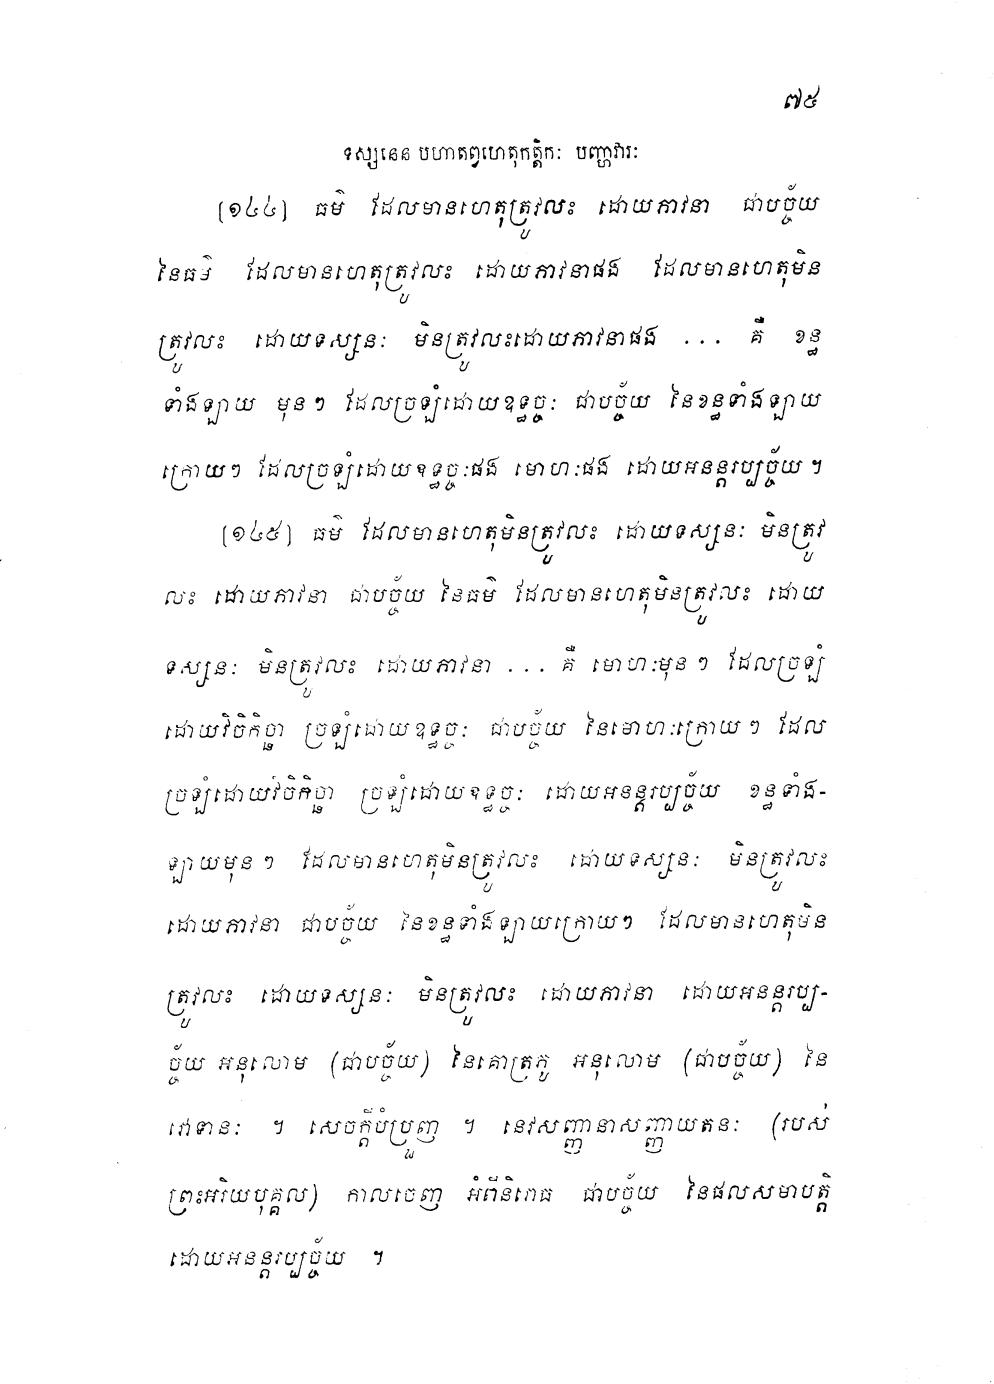 ៧៥
ទស្សនេន បហាតព្វហេតុកត្តិកៈ បញ្ហាវារៈ
[១៤៤] ធម៌ ដែលមានហេតុត្រូវលះ ដោយភាវនា ជាបច្ច័យ
នៃធម៌ ដែលមានហេតុត្រូវលះ ដោយភាវនាផង ដែលមានហេតុមិន
ត្រូវលះ ដោយទស្សនៈ មិនត្រូវលះដោយភាវនាផង ... គឺ ខន្ធ
ទាំងឡាយ មុនៗ ដែលច្រឡំដោយឧទ្ធច្ចៈ ជាបច្ច័យ នៃខន្ធទាំងឡាយ
ក្រោយៗ ដែលច្រឡំដោយឧទ្ធច្ចៈផង មោហៈផង ដោយអនន្តរប្បច្ច័យ ។
[១៤៥] ធម៌ ដែលមានហេតុមិនត្រូវលះ ដោយទស្សនៈ មិនត្រូវ
លះ ដោយភាវនា ជាបច្ច័យ នៃធម៌ ដែលមានហេតុមិនត្រូវលះ ដោយ
ទស្សនៈ មិនត្រូវលះ ដោយភាវនា ... គឺ មោហៈមុនៗ ដែលច្រឡំ
ដោយវិចិកិច្ឆា ច្រឡំដោយឧទ្ធច្ចៈ ជាបច្ច័យ នៃមោហៈក្រោយៗ ដែល
ច្រឡំដោយវិចិកិច្ឆា ច្រឡំដោយឧទ្ធច្ចៈ ដោយអនន្តរប្បច្ច័យ ខន្ធទាំង-
ឡាយមុនៗ ដែលមានហេតុមិនត្រូវលះ ដោយទស្សនៈ មិនត្រូវលះ
ដោយភាវនា ជាបច្ច័យ នៃខន្ធទាំងឡាយក្រោយៗ ដែលមានហេតុមិន
ត្រូវលះ ដោយទស្សនៈ មិនត្រូវលះ ដោយភាវនា ដោយអនន្តរប្ប-
ច្ច័យ អនុលោម (ជាបច្ច័យ) នៃគោត្រភូ អនុលោម (ជាបច្ច័យ) នៃ
វោទានៈ ។ សេចក្តីបំប្រួញ ។ នេវសញ្ញានាសញ្ញាយតនៈ (របស់
ព្រះអរិយបុគ្គល) កាលចេញ អំពីនិរោធ ជាបច្ច័យ នៃផលសមាបត្តិ
ដោយអនន្តរប្បច្ច័យ ។